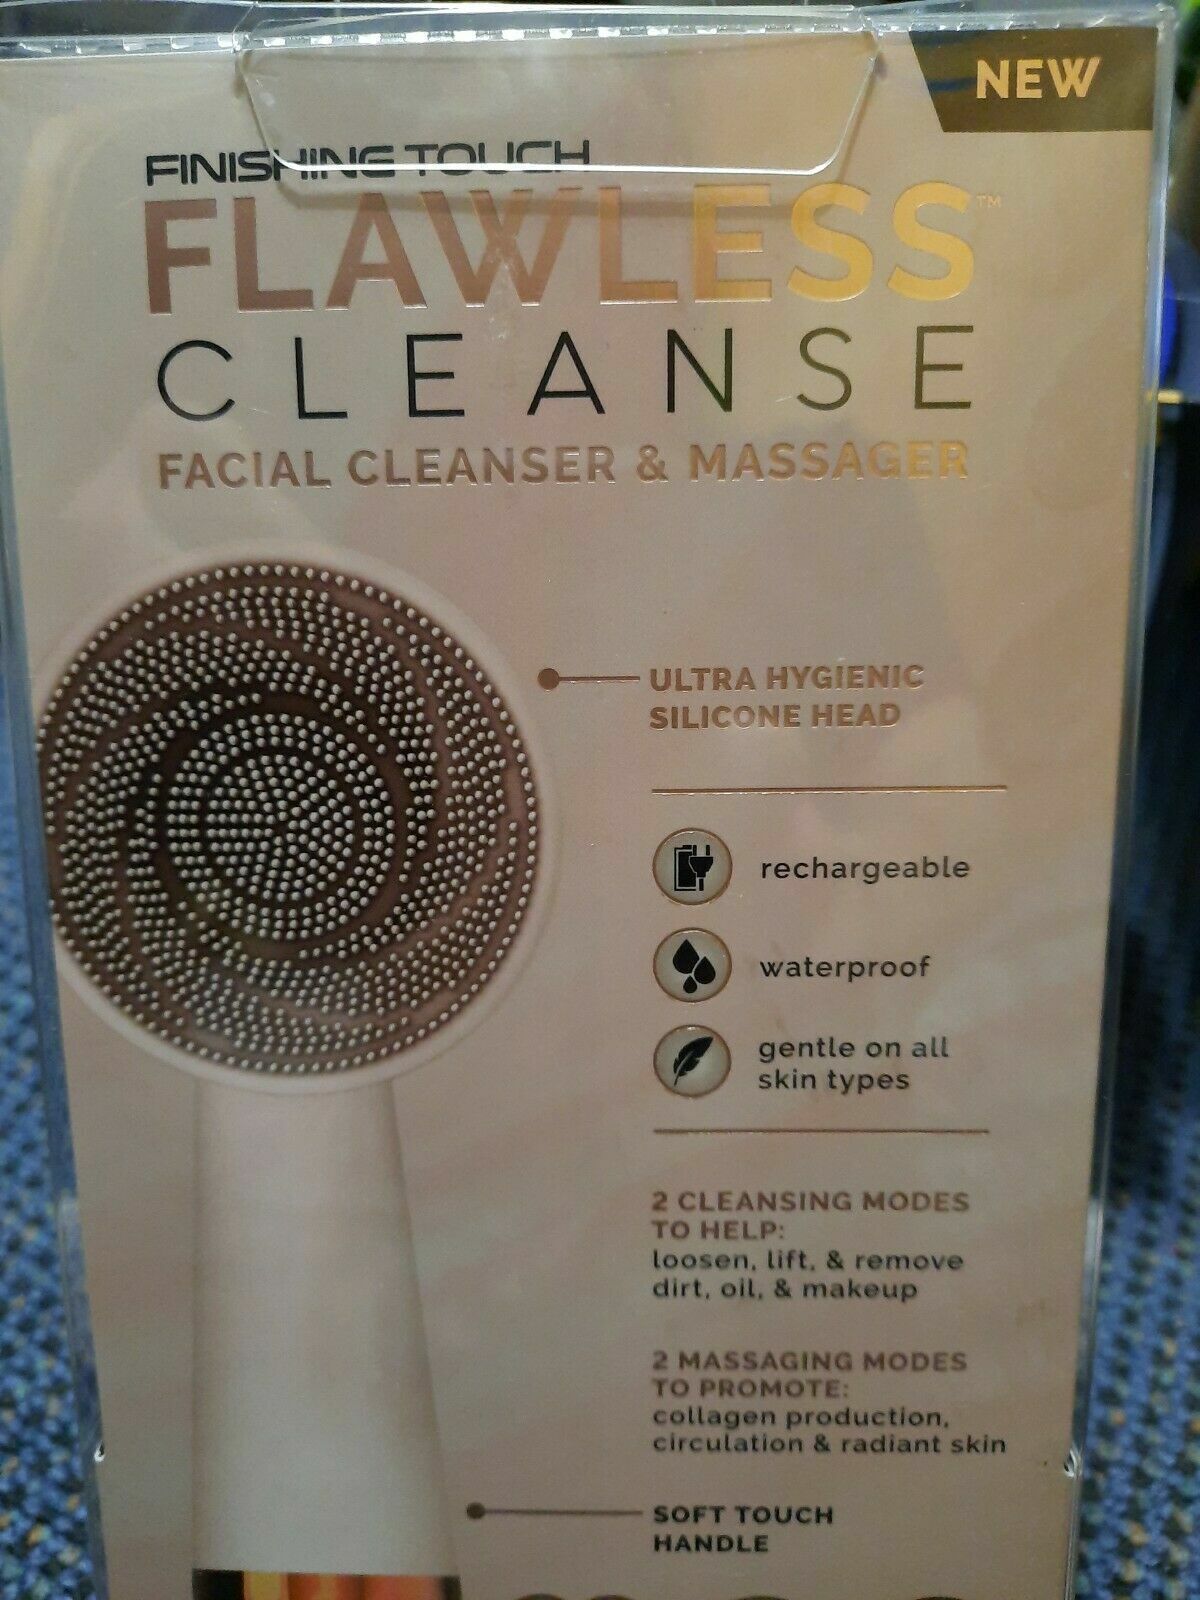 NEW
FINISHING TOUCH
FLAWLESS™
CLEANSE
FACIAL CLEANSER & MASSAGER
ULTRA HYGIENIC
SILICONE HEAD
rechargeable
waterproof
gentle on all
skin types
2 CLEANSING MODES
TO HELP:
loosen, lift, & remove
dirt, oil, & makeup
2 MASSAGING MODES
TO PROMOTE:
collagen production,
circulation & radiant skin
SOFT TOUCH
HANDLE